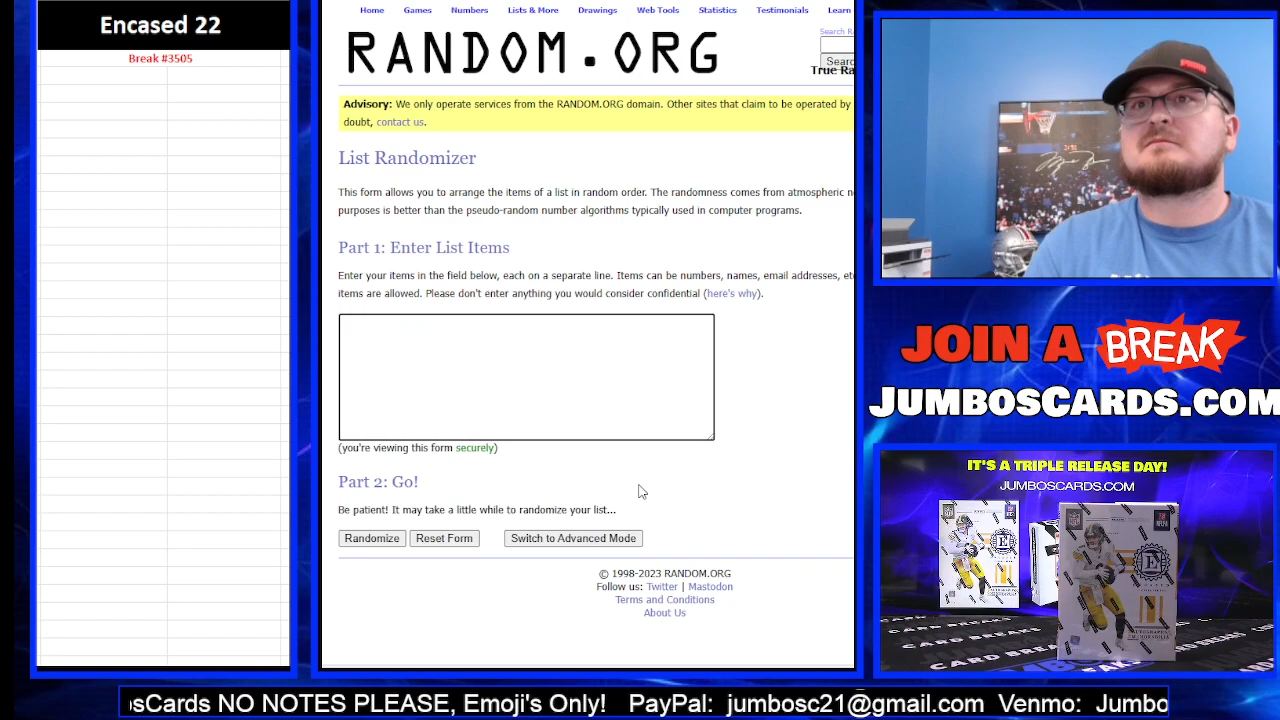 Encased 22
Break #3505
Home Games Numbers Lists & More Drawings Web Tools Statistics Testimonials Learn
RANDOM.ORG
Search R
Searc
True Ra
Advisory: We only operate services from the RANDOM.ORG domain. Other sites that claim to be operated by
doubt, contact us.
List Randomizer
This form allows you to arrange the items of a list in random order. The randomness comes from atmospheric n
purposes is better than the pseudo-random number algorithms typically used in computer programs.
Part 1: Enter List Items
Enter your items in the field below, each on a separate line. Items can be numbers, names, email addresses, etc
items are allowed. Please don't enter anything you would consider confidential (here's why).
(you're viewing this form securely)
Part 2: Go!
Be patient! It may take a little while to randomize your list...
Randomize Reset Form Switch to Advanced Mode
© 1998-2023 RANDOM.ORG
Follow us: Twitter | Mastodon
Terms and Conditions
About Us
JOIN A BREAK
JUMBOSCARDS.COM
IT'S A TRIPLE RELEASE DAY!
JUMBOSCARDS.COM
sCards NO NOTES PLEASE, Emoji's Only! PayPal: jumbosc21@gmail.com Venmo: Jumbo